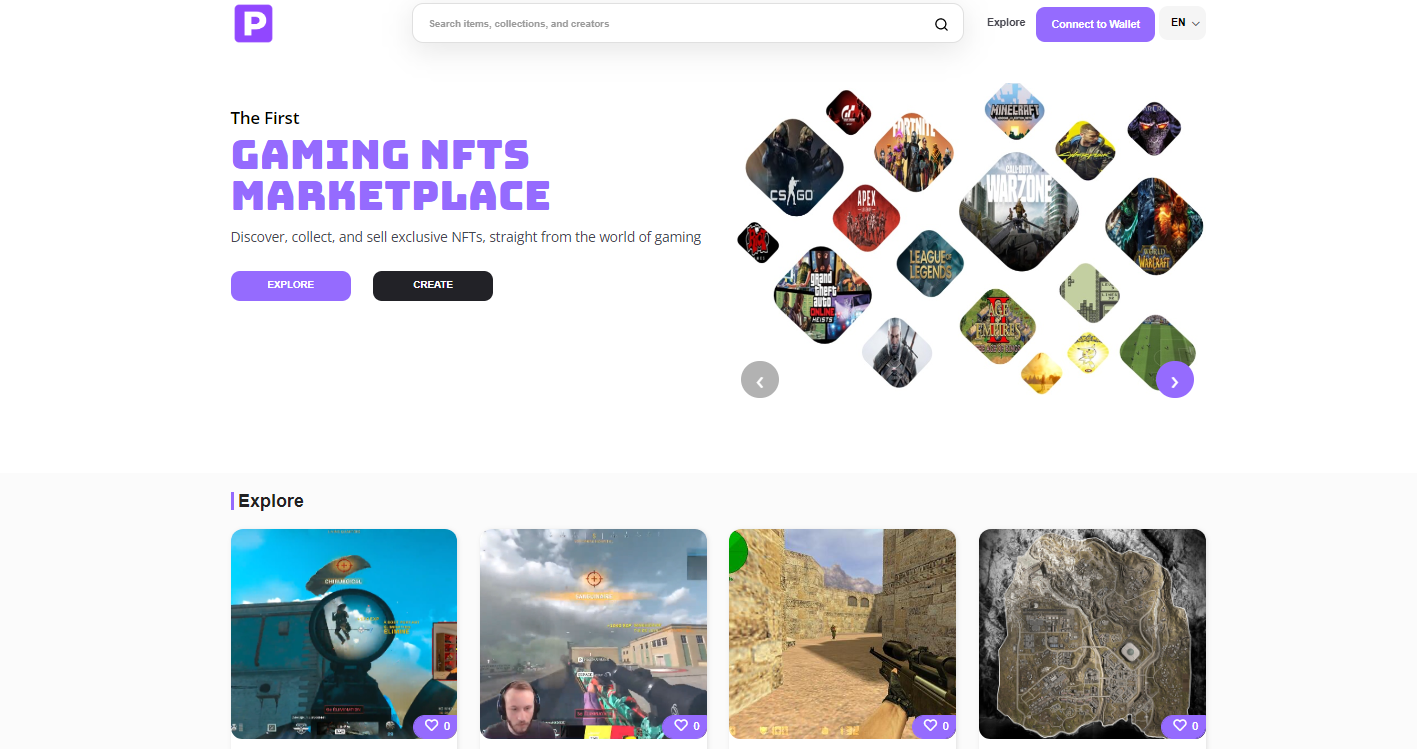 P
Search items, collections, and creators
Explore
Connect to Wallet
EN
The First
GAMING NFTS
MARKETPLACE
Discover, collect, and sell exclusive NFTs, straight from the world of gaming
EXPLORE
CREATE
GT
FORTNITE
MINECRAFT
CS GO
APEX
CALL OF DUTY
WARZONE
LEAGUE OF
LEGENDS
WORLD
WARCRAFT
grand
theft
auto
ONLINE
HEISTS
AGE
EMPIRES
II
Explore
0
0
0
0